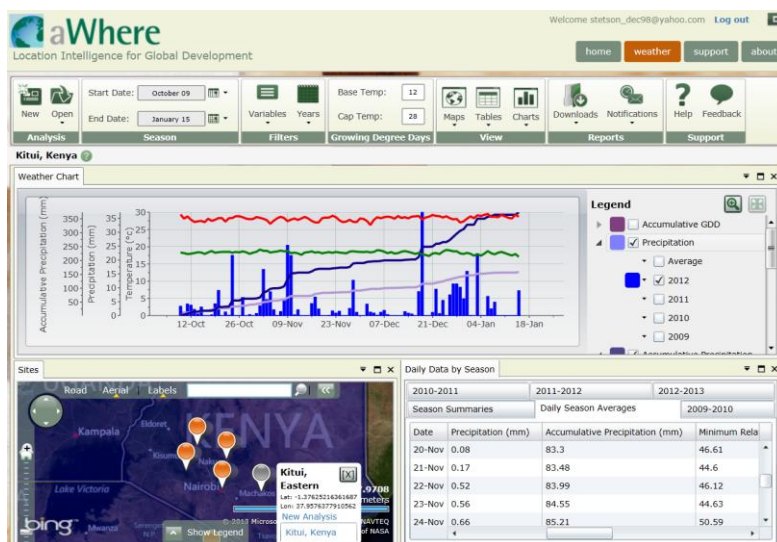 Welcome stetson_dec98@yahoo.com Log out
aWhere
Location Intelligence for Global Development
home weather support about
Start Date: October 09
End Date: January 15
New Open
Variables Years
Base Temp: 12
Cap Temp: 28
Maps Tables Charts
Downloads Notifications
Help Feedback
Analysis Season Filters Growing Degree Days View Reports Support
Kitui, Kenya
Weather Chart
Accumulative Precipitation (mm)
350
300
250
200
150
100
50
Precipitation (mm)
35
30
25
20
15
10
5
0
Temperature (°c)
30
25
20
15
10
5
0
12-Oct 26-Oct 09-Nov 23-Nov 07-Dec 21-Dec 04-Jan 18-Jan
Legend
Accumulative GDD
Precipitation
Average
2012
2011
2010
2009
Accumulative Precipitation
Sites
Road Aerial Labels
KENYA
Kampala
Eldoret
Kisumu
Nairobi
Machakos
Lake Victoria
Mwanza
Kitui,
Eastern
Lat: -1.37625216361687
Lon: 37.9576377910562
New Analysis
Kitui, Kenya
bing
Show Legend
Daily Data by Season
2010-2011 2011-2012 2012-2013
Season Summaries Daily Season Averages 2009-2010
Date Precipitation (mm) Accumulative Precipitation (mm) Minimum Rela
20-Nov 0.08 83.3 46.61
21-Nov 0.17 83.48 44.6
22-Nov 0.52 83.99 46.12
23-Nov 0.56 84.55 44.63
24-Nov 0.66 85.21 50.59